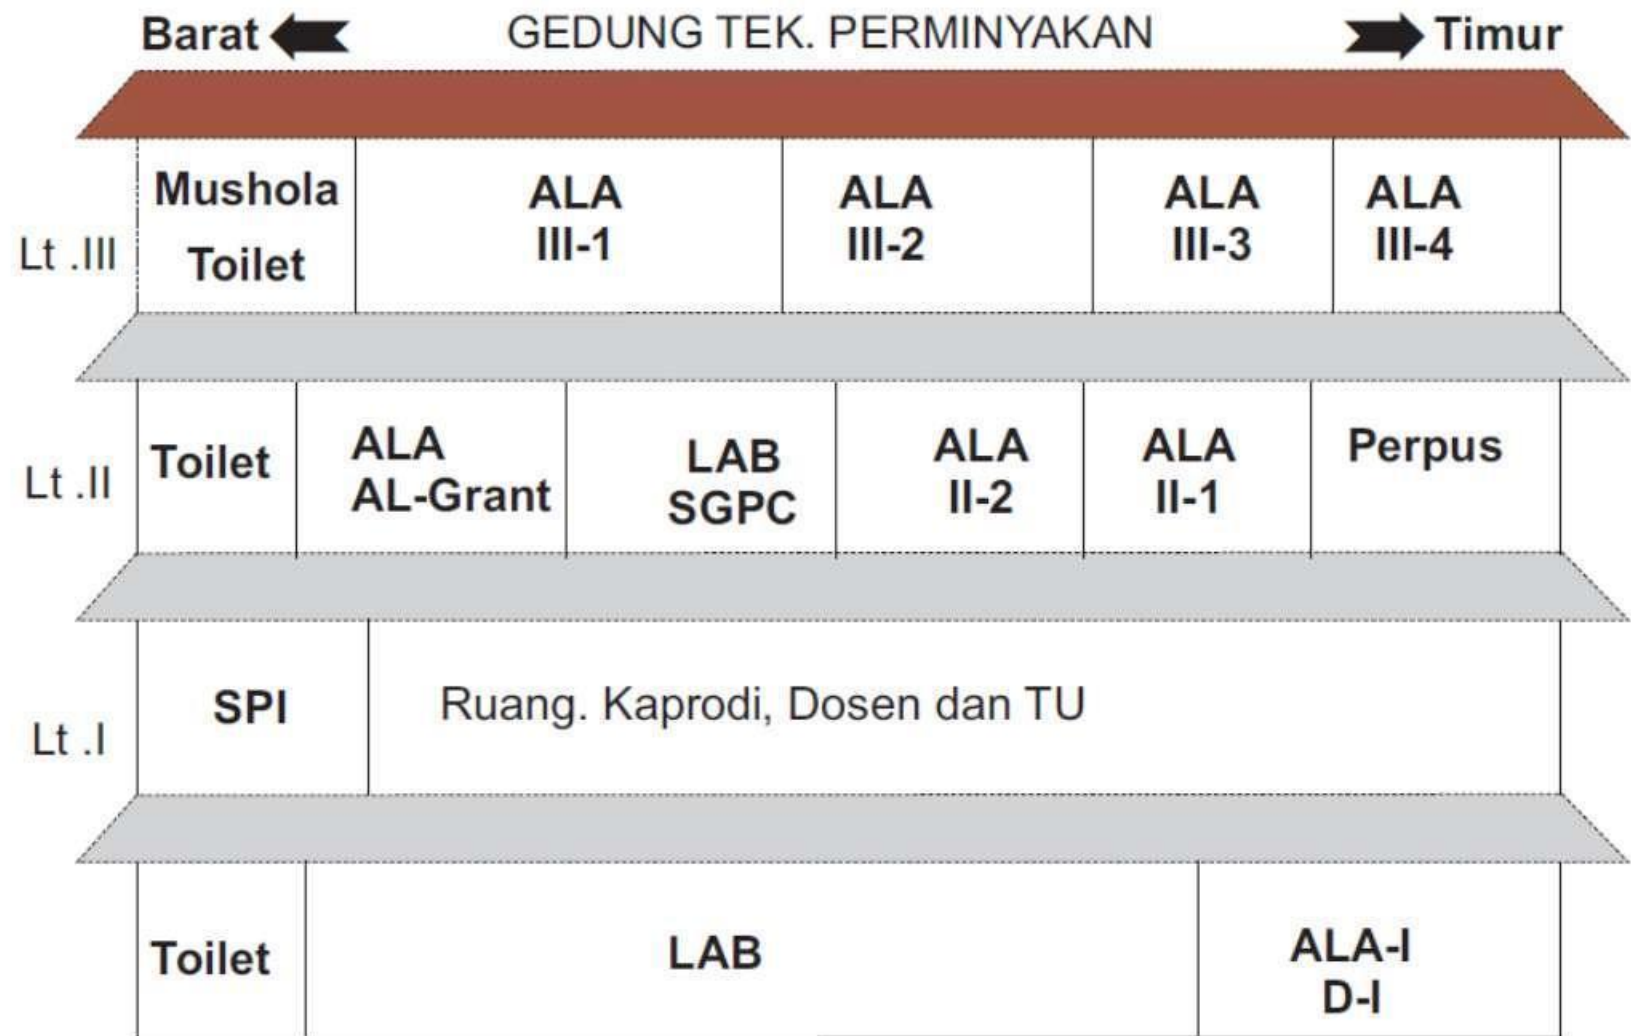 Barat GEDUNG TEK. PERMINYAKAN Timur
Lt .III
Mushola
Toilet
ALA
III-1
ALA
III-2
ALA
III-3
ALA
III-4
Lt .II
Toilet
ALA
AL-Grant
LAB
SGPC
ALA
II-2
ALA
II-1
Perpus
Lt .I
SPI
Ruang. Kaprodi, Dosen dan TU
Toilet
LAB
ALA-I
D-I